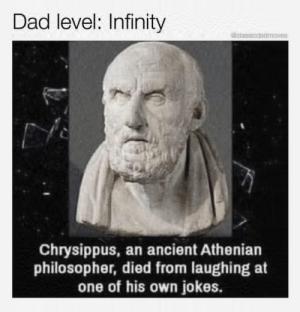 Dad level: Infinity
Chrysippus, an ancient Athenian
philosopher, died from laughing at
one of his own jokes.